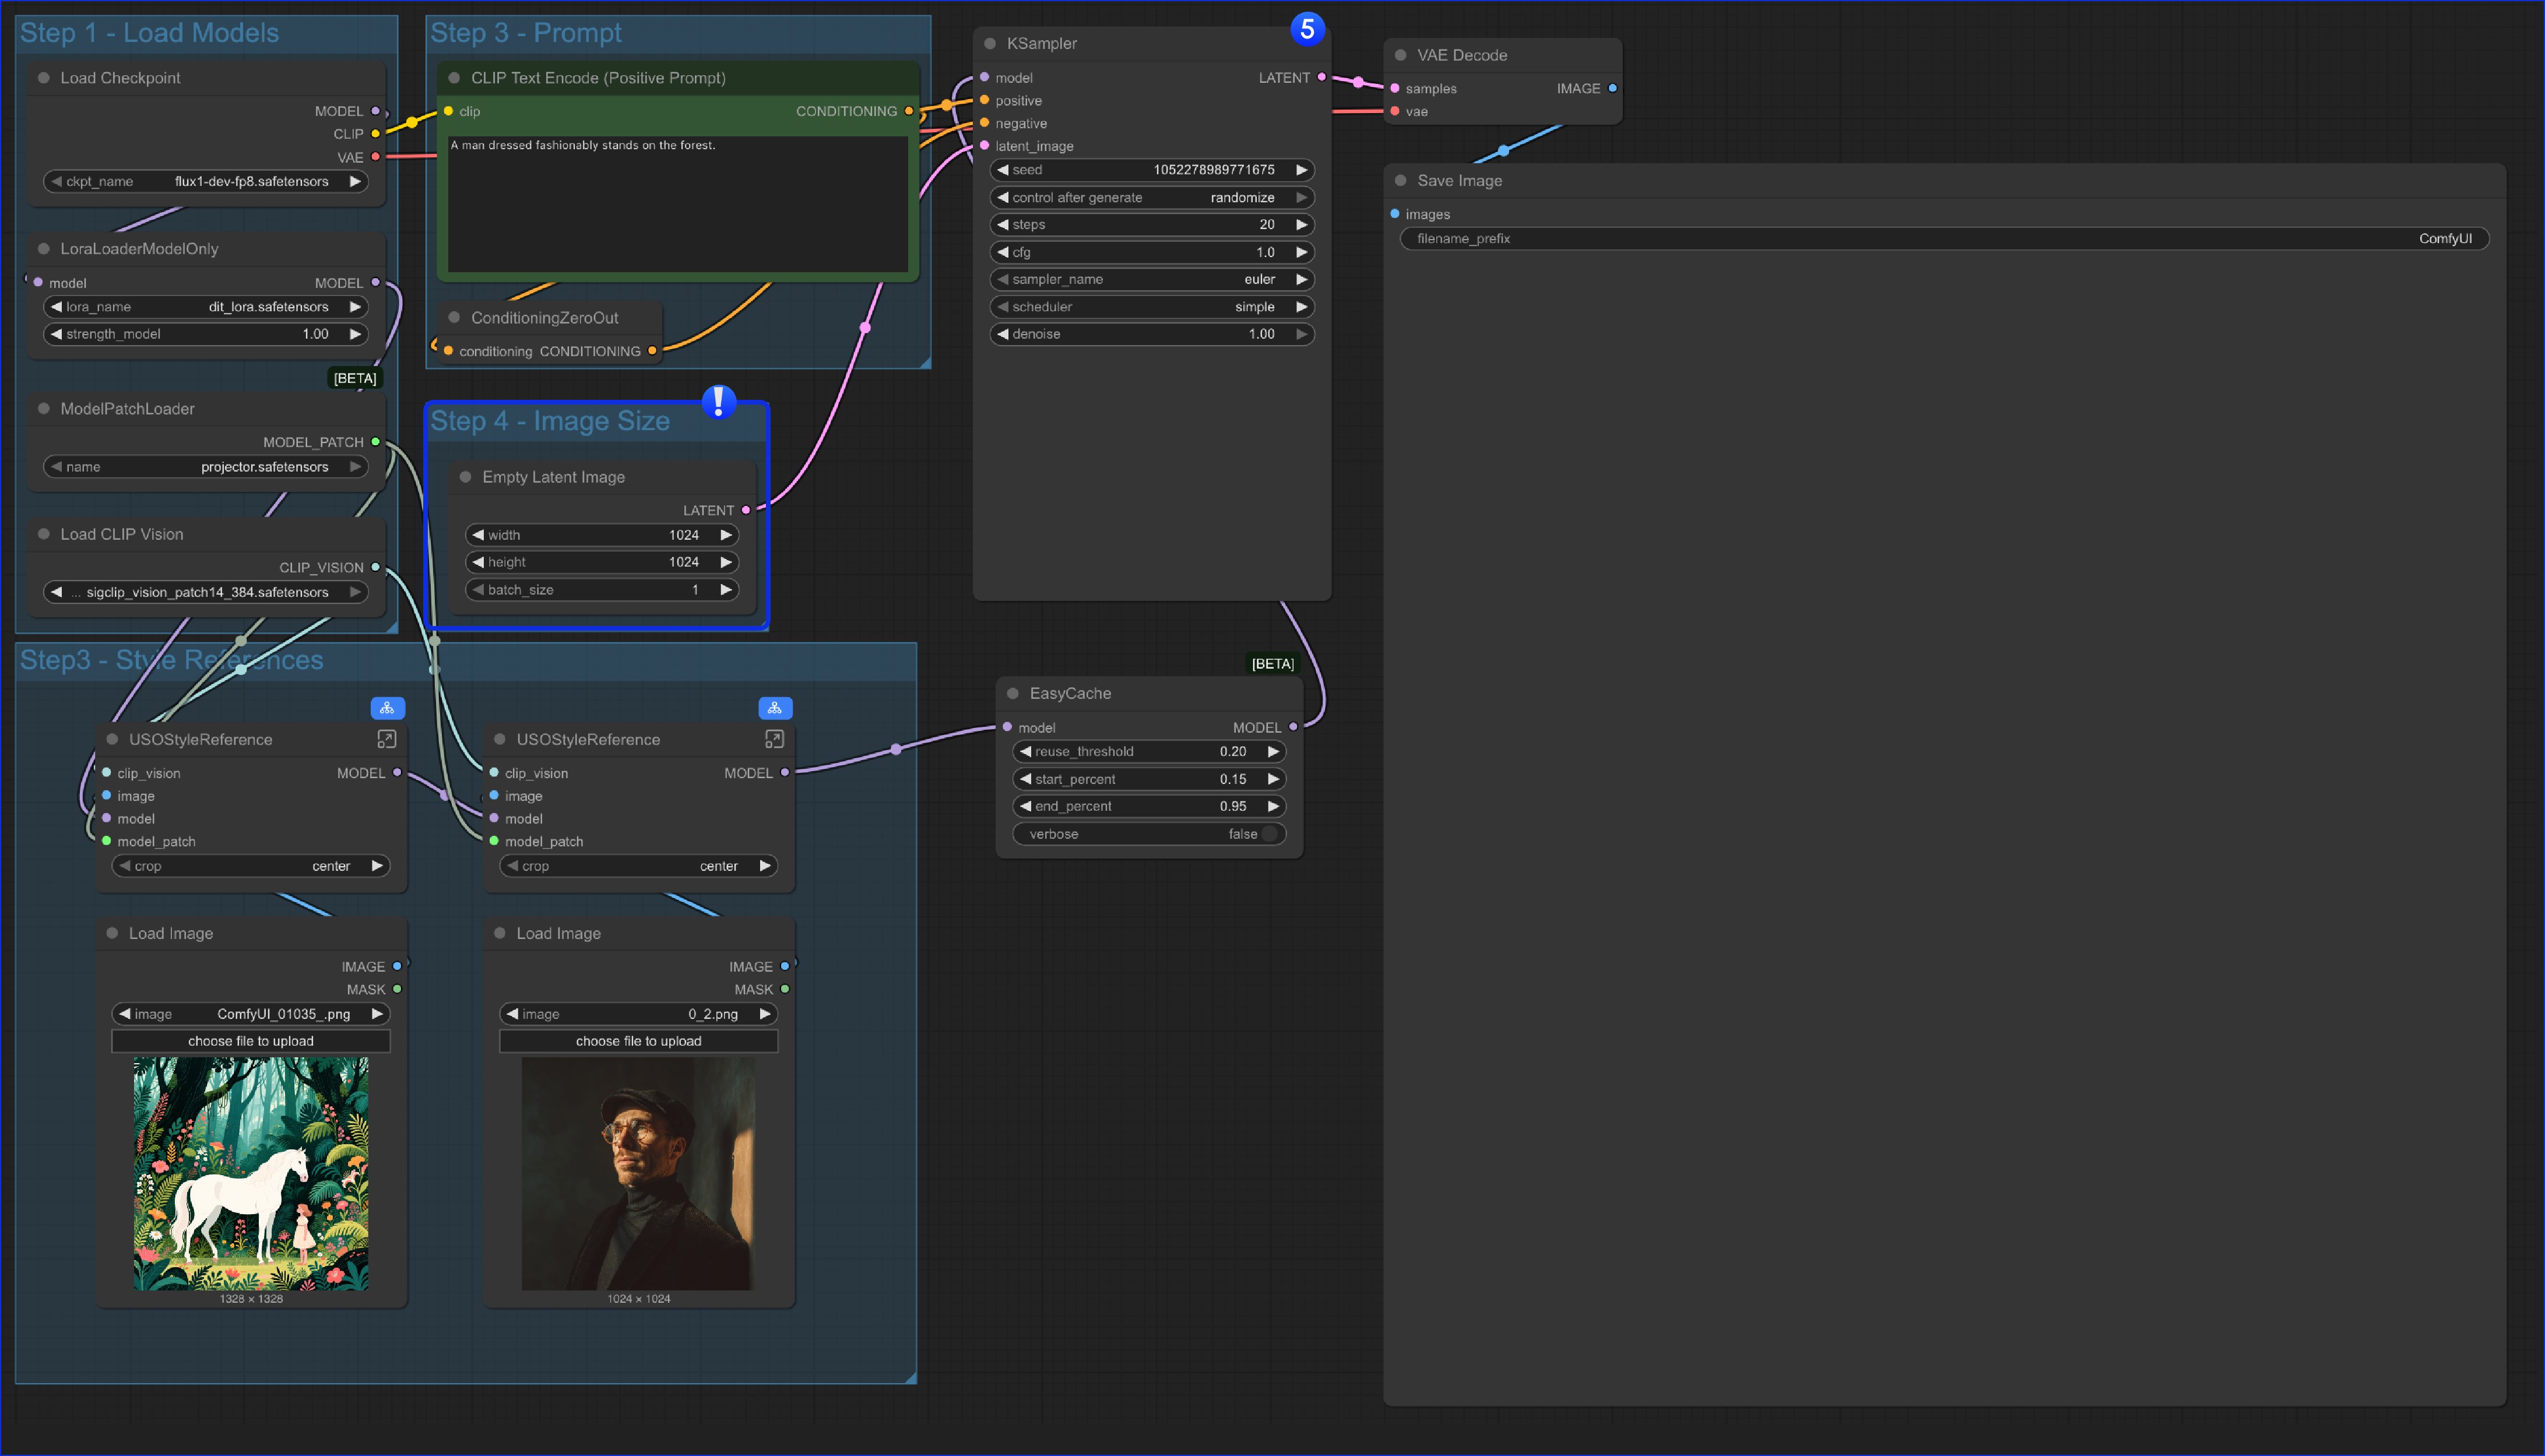 Step 1 - Load Models
Load Checkpoint
MODEL
CLIP
VAE
ckpt_name flux1-dev-fp8.safetensors
LoraLoaderModelOnly
model MODEL
lora_name dit_lora.safetensors
strength_model 1.00
[BETA]
ModelPatchLoader
MODEL_PATCH
name projector.safetensors
Load CLIP Vision
CLIP_VISION
... sigclip_vision_patch14_384.safetensors
Step 3 - Prompt
CLIP Text Encode (Positive Prompt)
clip CONDITIONING
A man dressed fashionably stands on the forest.
ConditioningZeroOut
conditioning CONDITIONING
!
Step 4 - Image Size
Empty Latent Image
LATENT
width 1024
height 1024
batch_size 1
5
KSampler
model LATENT
positive
negative
latent_image
seed 1052278989771675
control after generate randomize
steps 20
cfg 1.0
sampler_name euler
scheduler simple
denoise 1.00
VAE Decode
samples IMAGE
vae
Save Image
images
filename_prefix ComfyUI
Step3 - Style References
USOStyleReference
clip_vision MODEL
image
model
model_patch
crop center
USOStyleReference
clip_vision MODEL
image
model
model_patch
crop center
Load Image
IMAGE
MASK
image ComfyUI_01035_.png
choose file to upload
1328 × 1328
Load Image
IMAGE
MASK
image 0_2.png
choose file to upload
1024 × 1024
[BETA]
EasyCache
model MODEL
reuse_threshold 0.20
start_percent 0.15
end_percent 0.95
verbose false